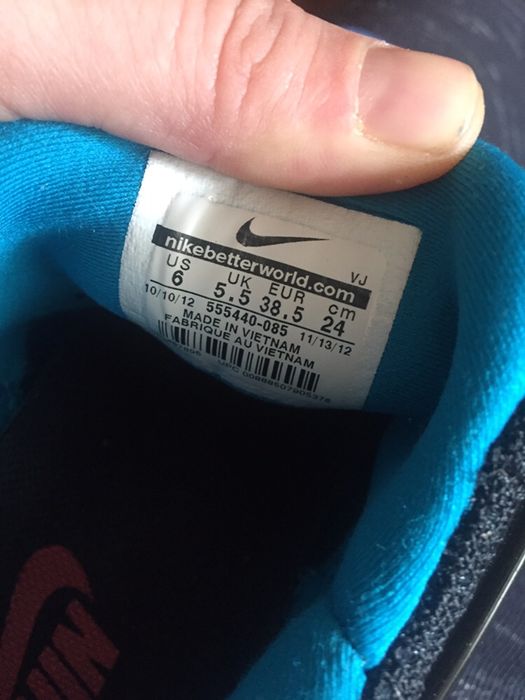 nikebetterworld.com
VJ
US UK EUR cm
6 5.5 38.5 24
10/10/12 555440-085 11/13/12
MADE IN VIETNAM
FABRIQUE AU VIETNAM
UPC